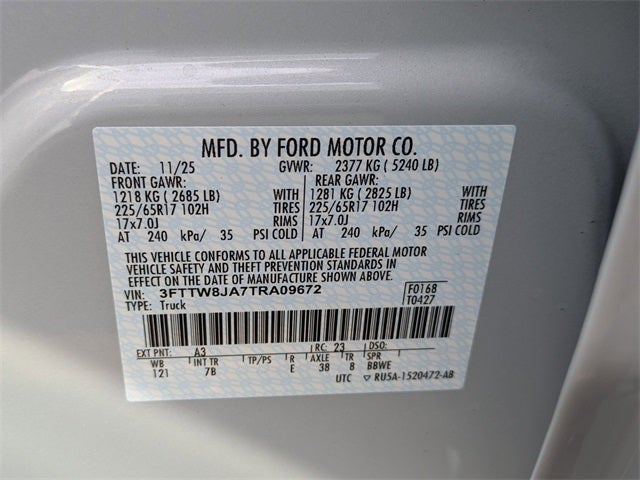 MFD. BY FORD MOTOR CO.
DATE: 11/25 GVWR: 2377 KG ( 5240 LB)
FRONT GAWR: REAR GAWR:
1218 KG ( 2685 LB) WITH 1281 KG ( 2825 LB) WITH
225/65R17 102H TIRES 225/65R17 102H TIRES
17x7.0J RIMS 17x7.0J RIMS
AT 240 kPa/ 35 PSI COLD AT 240 kPa/ 35 PSI COLD
THIS VEHICLE CONFORMS TO ALL APPLICABLE FEDERAL MOTOR
VEHICLE SAFETY AND THEFT PREVENTION STANDARDS IN
EFFECT ON THE DATE OF MANUFACTURE SHOWN ABOVE.
VIN: 3FTTW8JA7TRA09672 F0168
TYPE: Truck T0427
EXT PNT: A3 RC: 23 DSO:
WB INT TR TP/PS R AXLE TR SPR
121 7B E 38 8 BBWE
UTC ▽ RU5A-1520472-AB